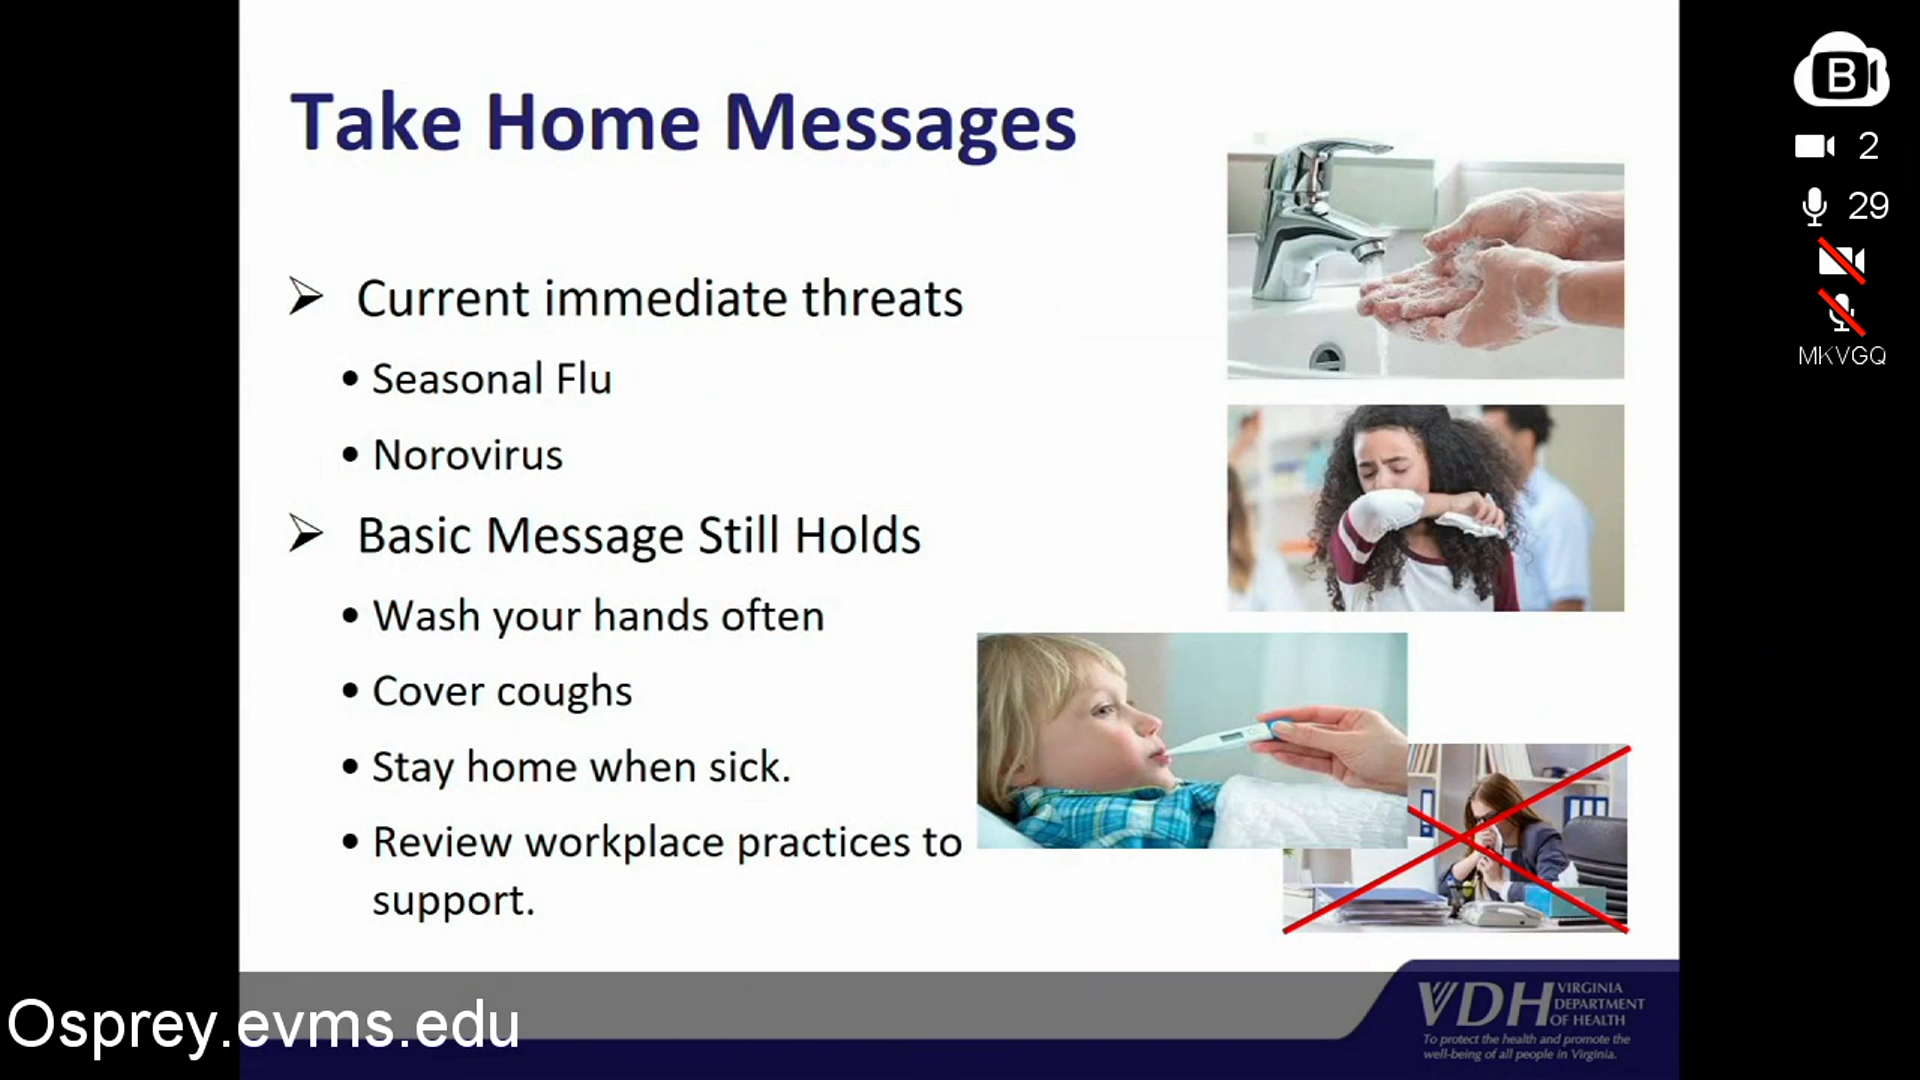 Take Home Messages
➢ Current immediate threats
• Seasonal Flu
• Norovirus
➢ Basic Message Still Holds
• Wash your hands often
• Cover coughs
• Stay home when sick.
• Review workplace practices to
support.
B
2
29
MKVGQ
Osprey.evms.edu
VDH
VIRGINIA
DEPARTMENT
OF HEALTH
To protect the health and promote the
well-being of all people in Virginia.